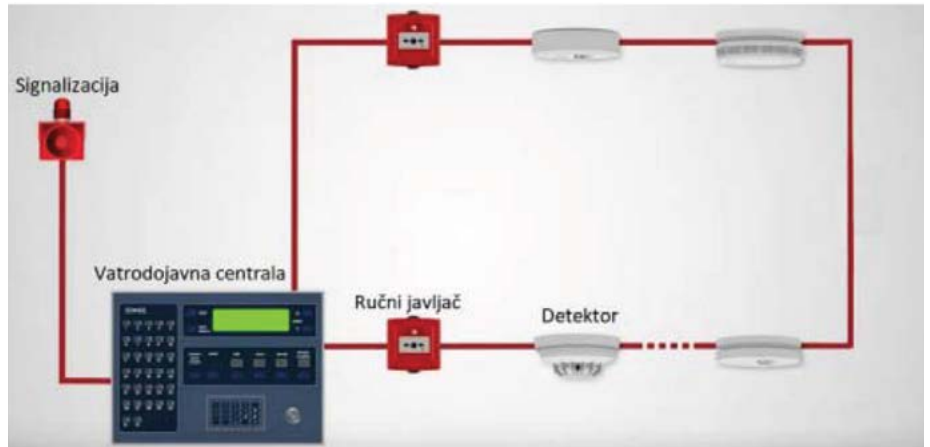 Signalizacija
Vatrodojavna centrala
Ručni javljač
Detektor